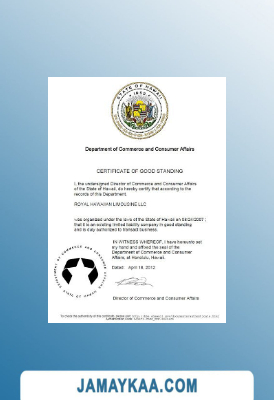 STATE OF HAWAII
1959
Department of Commerce and Consumer Affairs
CERTIFICATE OF GOOD STANDING
I, the undersigned Director of Commerce and Consumer Affairs
of the State of Hawaii, do hereby certify that according to the
records of this Department,
ROYAL HAWAIIAN LIMOUSINE LLC
was organized under the laws of the State of Hawaii on
that it is an existing limited liability company in good standing
and is duly authorized to transact business.
IN WITNESS WHEREOF, I have hereunto set
my hand and affixed the seal of the
Department of Commerce and Consumer
Affairs, at Honolulu, Hawaii.
Dated: April 18, 2012
Director of Commerce and Consumer Affairs
JAMAYKAA.COM